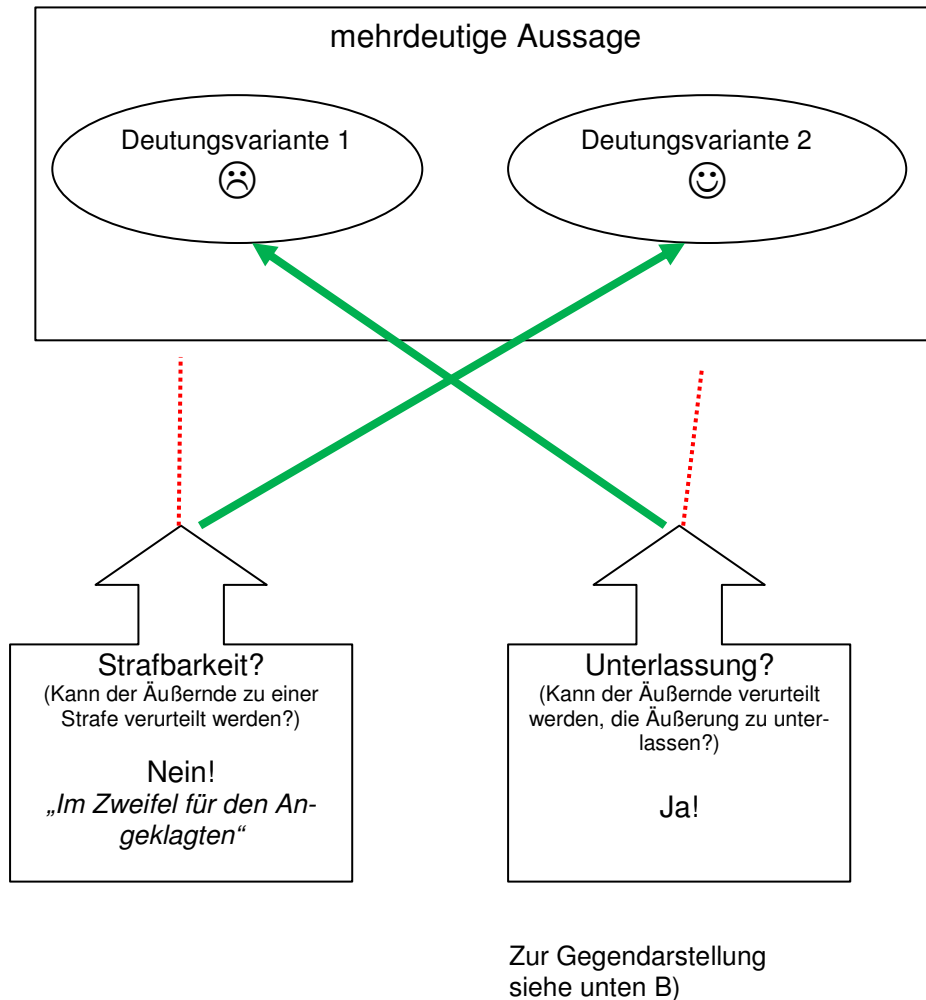 mehrdeutige Aussage
Deutungsvariante 1
Deutungsvariante 2
Strafbarkeit?
(Kann der Äußernde zu einer
Strafe verurteilt werden?)
Nein!
„Im Zweifel für den An-
geklagten“
Unterlassung?
(Kann der Äußernde verurteilt
werden, die Äußerung zu unter-
lassen?)
Ja!
Zur Gegendarstellung
siehe unten B)